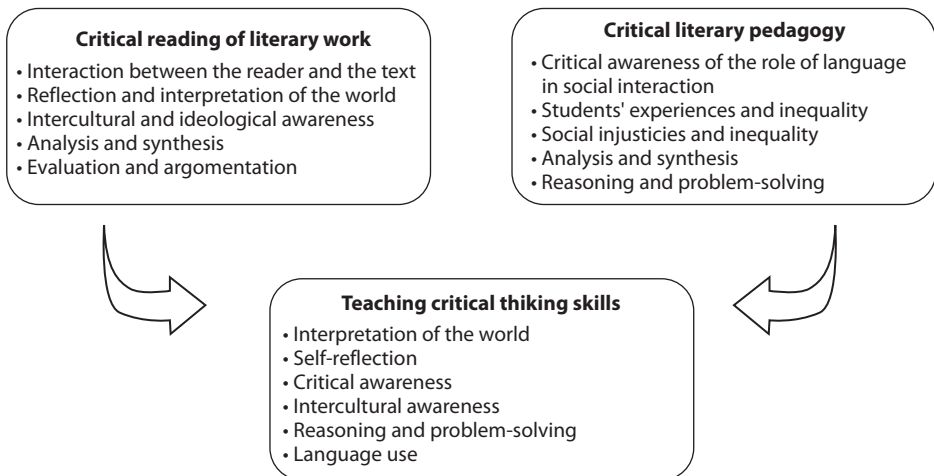 Critical reading of literary work
• Interaction between the reader and the text
• Reflection and interpretation of the world
• Intercultural and ideological awareness
• Analysis and synthesis
• Evaluation and argomentation
Critical literary pedagogy
• Critical awareness of the role of language
in social interaction
• Students' experiences and inequality
• Social injusticies and inequality
• Analysis and synthesis
• Reasoning and problem-solving
Teaching critical thiking skills
• Interpretation of the world
• Self-reflection
• Critical awareness
• Intercultural awareness
• Reasoning and problem-solving
• Language use